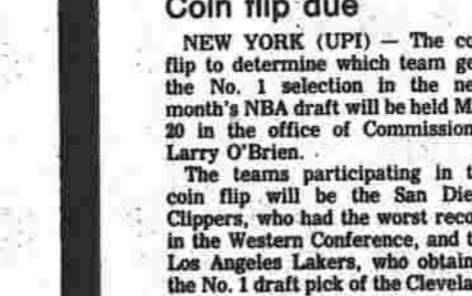 Coin flip due
NEW YORK (UPI) — The co
flip to determine which team ge
the No. 1 selection in the ne
month's NBA draft will be held M
20 in the office of Commission
Larry O'Brien.
The teams participating in t
coin flip will be the San Die
Clippers, who had the worst reco
in the Western Conference, and t
Los Angeles Lakers, who obtain
the No. 1 draft pick of the Clevela